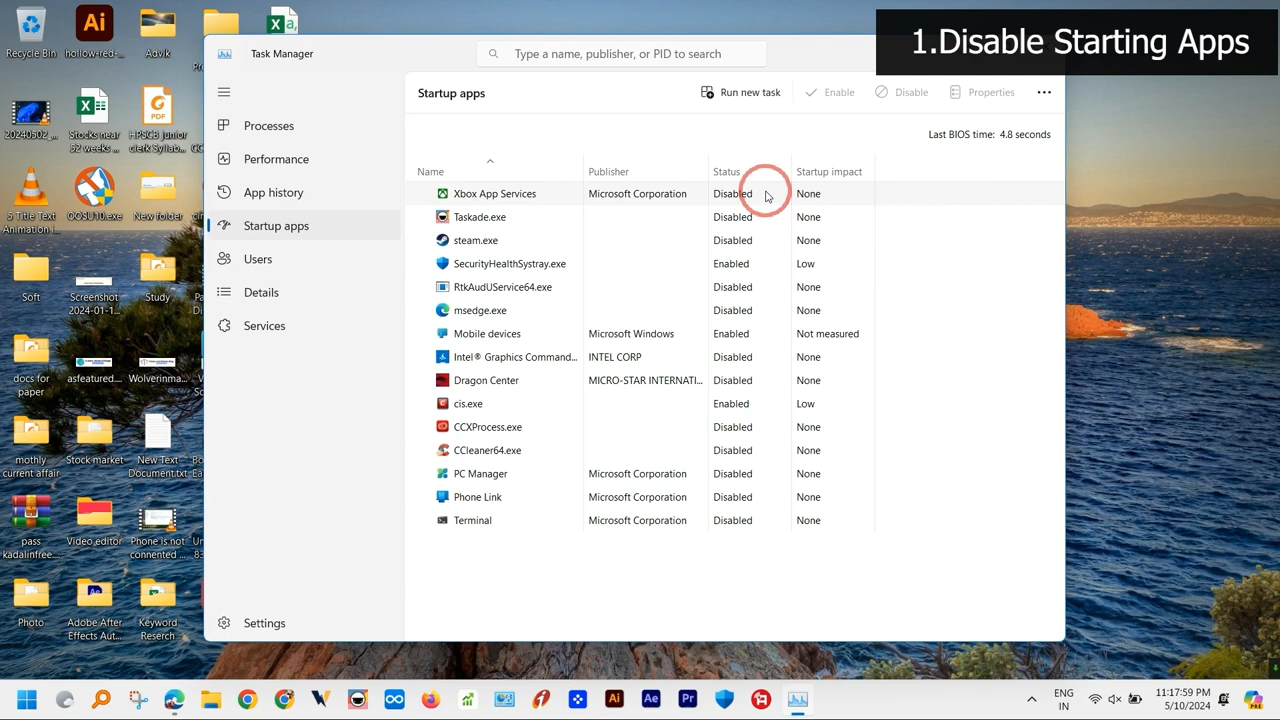 1.Disable Starting Apps
Recycle Bin
hollow-red-...
Advik
Task Manager
Type a name, publisher, or PID to search
Startup apps
Run new task
Enable
Disable
Properties
Last BIOS time: 4.8 seconds
Processes
Performance
App history
Startup apps
Users
Details
Services
Settings
Name Publisher Status Startup impact
Xbox App Services Microsoft Corporation Disabled None
Taskade.exe Disabled None
steam.exe Disabled None
SecurityHealthSystray.exe Enabled Low
RtkAudUService64.exe Disabled None
msedge.exe Disabled None
Mobile devices Microsoft Windows Enabled Not measured
Intel® Graphics Command... INTEL CORP Disabled None
Dragon Center MICRO-STAR INTERNATI... Disabled None
cis.exe Enabled Low
CCXProcess.exe Disabled None
CCleaner64.exe Disabled None
PC Manager Microsoft Corporation Disabled None
Phone Link Microsoft Corporation Disabled None
Terminal Microsoft Corporation Disabled None
20240502_...
Stocks near
52 weeks ...
HPSCB junior
clerk Syllab...
5 Title Text
Animation i...
OOSU10.exe
New folder
Soft
Screenshot
2024-01-1...
Study
docs for
paper
asfeatured....
Wolverinma...
mothly
current affair
Stock market
New Text
Document.txt
pass
kadalinfree....
Video editor
Phone is not
connected ...
Photo
Adobe After
Effects Aut...
Keyword
Reserch
ENG
IN
11:17:59 PM
5/10/2024